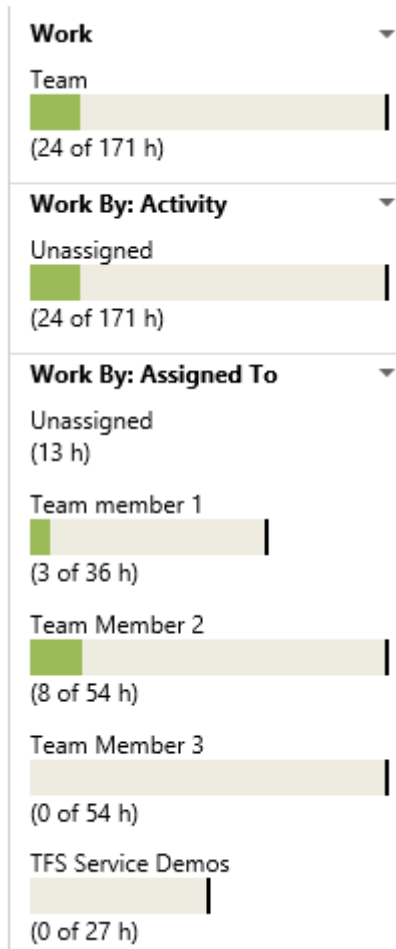 Work
Team
(24 of 171 h)
Work By: Activity
Unassigned
(24 of 171 h)
Work By: Assigned To
Unassigned
(13 h)
Team member 1
(3 of 36 h)
Team Member 2
(8 of 54 h)
Team Member 3
(0 of 54 h)
TFS Service Demos
(0 of 27 h)